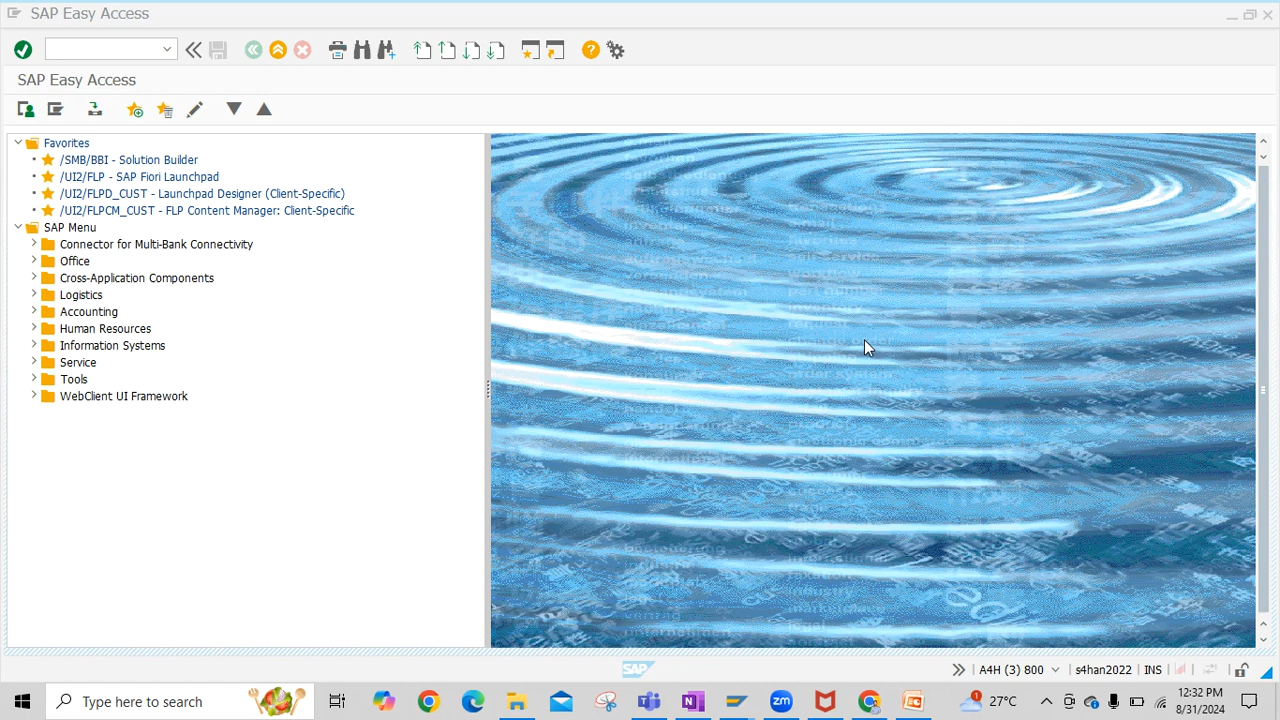 SAP Easy Access
SAP Easy Access
Favorites
/SMB/BBI - Solution Builder
/UI2/FLP - SAP Fiori Launchpad
/UI2/FLPD_CUST - Launchpad Designer (Client-Specific)
/UI2/FLPCM_CUST - FLP Content Manager: Client-Specific
SAP Menu
Connector for Multi-Bank Connectivity
Office
Cross-Application Components
Logistics
Accounting
Human Resources
Information Systems
Service
Tools
WebClient UI Framework
SAP
A4H (3) 800
s4han2022
INS
Type here to search
27°C
12:32 PM
8/31/2024